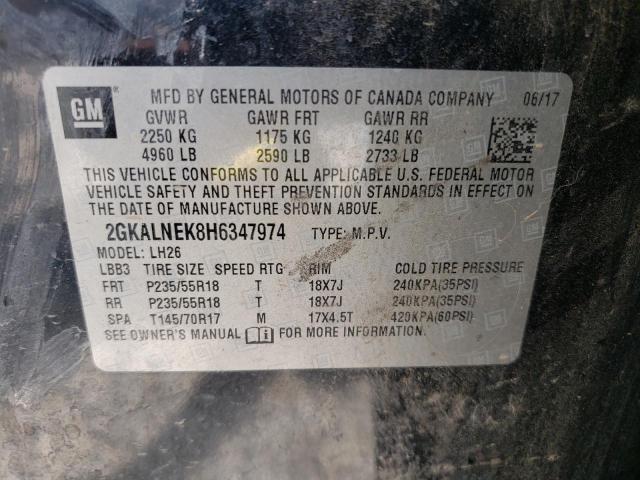 GM MFD BY GENERAL MOTORS OF CANADA COMPANY 06/17
GVWR GAWR FRT GAWR RR
2250 KG 1175 KG 1240 KG
4960 LB 2590 LB 2733 LB
THIS VEHICLE CONFORMS TO ALL APPLICABLE U.S. FEDERAL MOTOR
VEHICLE SAFETY AND THEFT PREVENTION STANDARDS IN EFFECT ON
THE DATE OF MANUFACTURE SHOWN ABOVE.
2GKALNEK8H6347974 TYPE: M.P.V.
MODEL: LH26
LBB3 TIRE SIZE SPEED RTG RIM COLD TIRE PRESSURE
FRT P235/55R18 T 18X7J 240KPA(35PSI)
RR P235/55R18 T 18X7J 240KPA(35PSI)
SPA T145/70R17 M 17X4.5T 420KPA(60PSI)
SEE OWNER'S MANUAL FOR MORE INFORMATION.